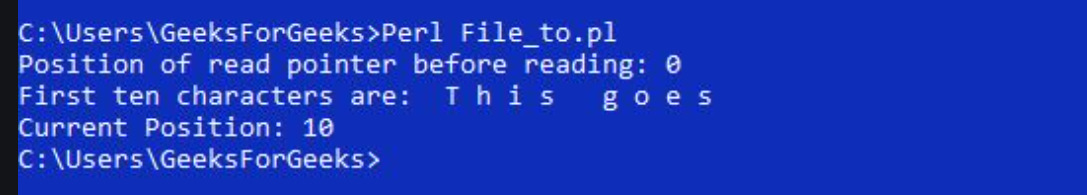 C:\Users\GeeksForGeeks>Perl File_to.pl
Position of read pointer before reading: 0
First ten characters are:  T h i s   g o e s
Current Position: 10
C:\Users\GeeksForGeeks>